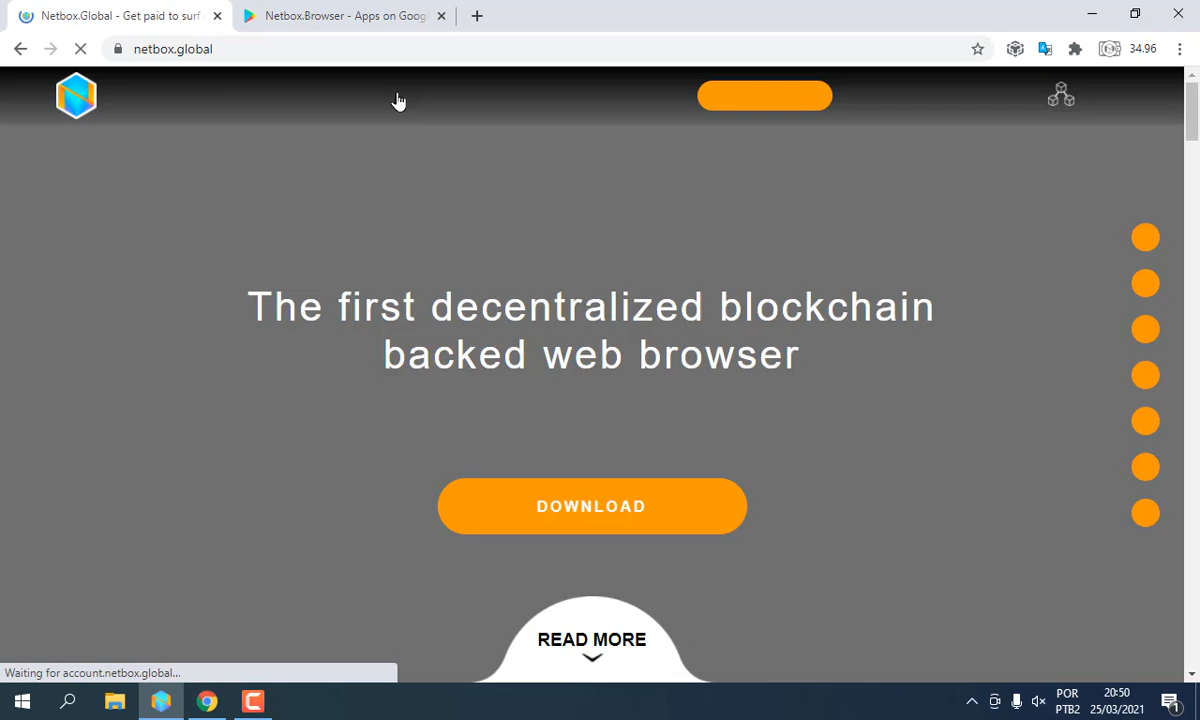 Netbox.Global - Get paid to surf
Netbox.Browser - Apps on Goog
netbox.global
34.96
The first decentralized blockchain
backed web browser
DOWNLOAD
READ MORE
Waiting for account.netbox.global...
POR
PTB2
20:50
25/03/2021
1